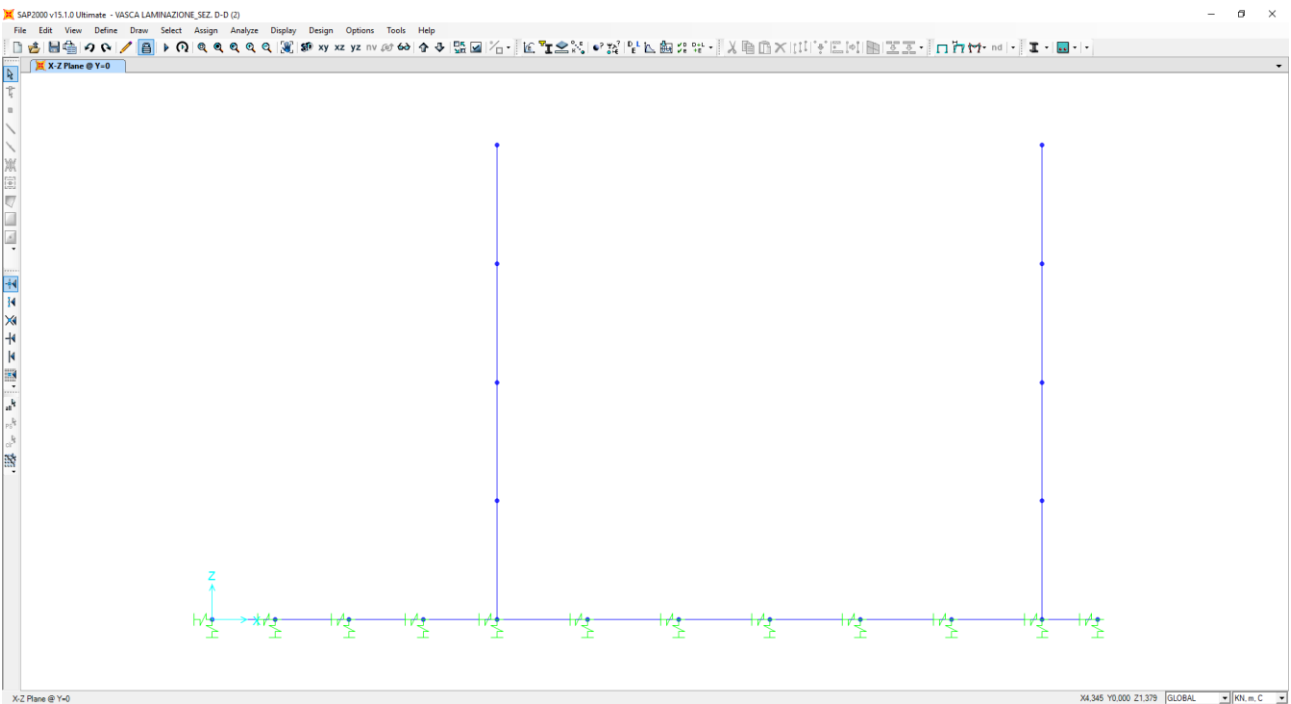 SAP2000 v15.1.0 Ultimate - VASCA LAMINAZIONE_SEZ. D-D (2)
File Edit View Define Draw Select Assign Analyze Display Design Options Tools Help
xy xz yz nv nd
X-Z Plane @ Y=0
Z
X
X-Z Plane @ Y=0 X4,345 Y0,000 Z1,379 GLOBAL KN, m, C